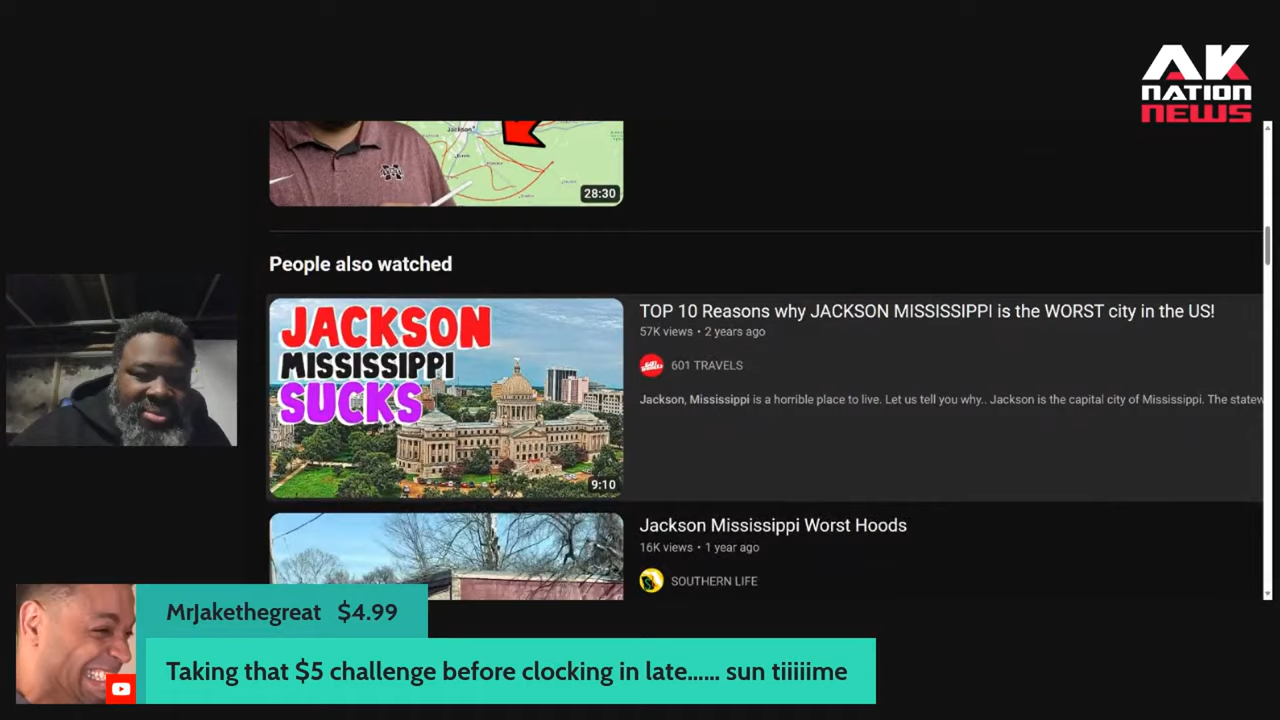 AK
NATION
NEWS
Jackson
28:30
People also watched
JACKSON
MISSISSIPPI
SUCKS
9:10
TOP 10 Reasons why JACKSON MISSISSIPPI is the WORST city in the US!
57K views • 2 years ago
601 TRAVELS
Jackson, Mississippi is a horrible place to live. Let us tell you why.. Jackson is the capital city of Mississippi. The statew
Jackson Mississippi Worst Hoods
16K views • 1 year ago
SOUTHERN LIFE
MrJakethegreat $4.99
Taking that $5 challenge before clocking in late...... sun tiiiiime